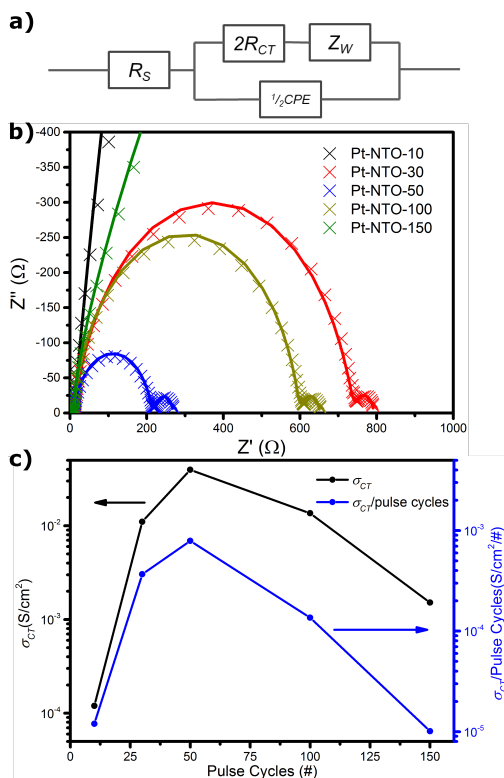 a)
2R_CT
Z_W
R_S
½CPE
b)
-400
-350
-300
-250
-200
-150
-100
-50
0
Z'' (Ω)
Pt-NTO-10
Pt-NTO-30
Pt-NTO-50
Pt-NTO-100
Pt-NTO-150
0 200 400 600 800 1000
Z' (Ω)
c)
σ_CT
σ_CT/pulse cycles
10⁻²
10⁻³
10⁻⁴
σ_CT(S/cm²)
10⁻³
10⁻⁴
10⁻⁵
σ_CT/Pulse Cycles(S/cm²/#)
0 25 50 75 100 125 150
Pulse Cycles (#)